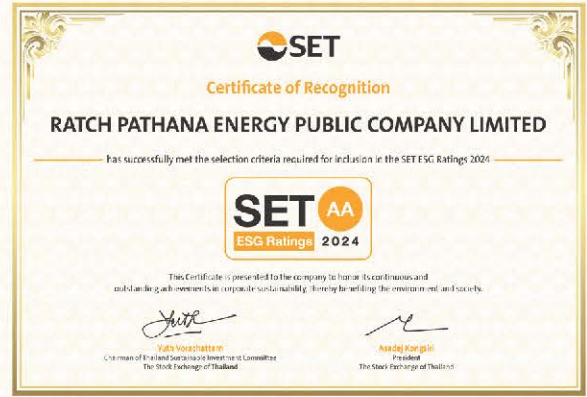 SET
Certificate of Recognition
RATCH PATHANA ENERGY PUBLIC COMPANY LIMITED
has successfully met the selection criteria required for inclusion in the SET ESG Ratings 2024
SET AA
ESG Ratings 2024
This Certificate is presented to the company to honor its continuous and
outstanding achievements in corporate sustainability, thereby benefiting the environment and society.
Yuth Vorachattarn
Chairman of Thailand Sustainable Investment Committee
The Stock Exchange of Thailand
Asadej Kongsiri
President
The Stock Exchange of Thailand